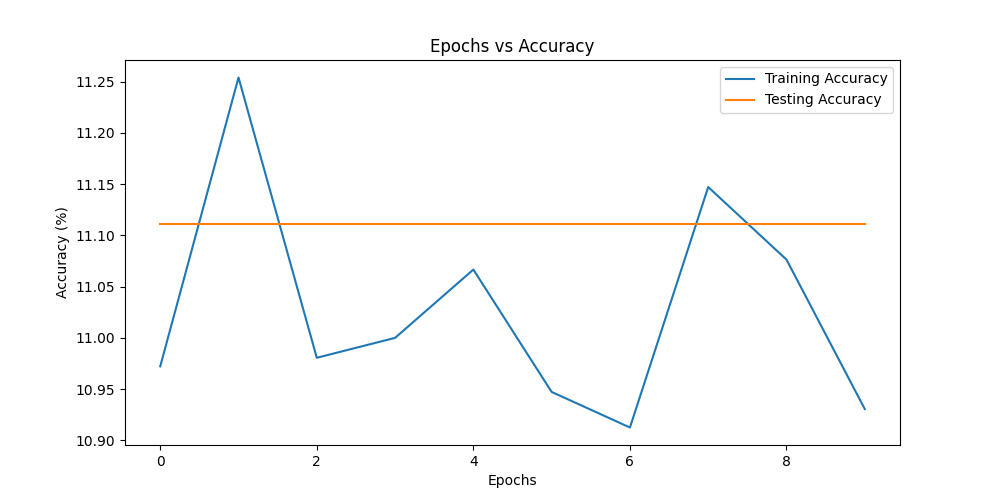 Epochs vs Accuracy
Training Accuracy
Testing Accuracy
Accuracy (%)
11.25
11.20
11.15
11.10
11.05
11.00
10.95
10.90
0 2 4 6 8
Epochs